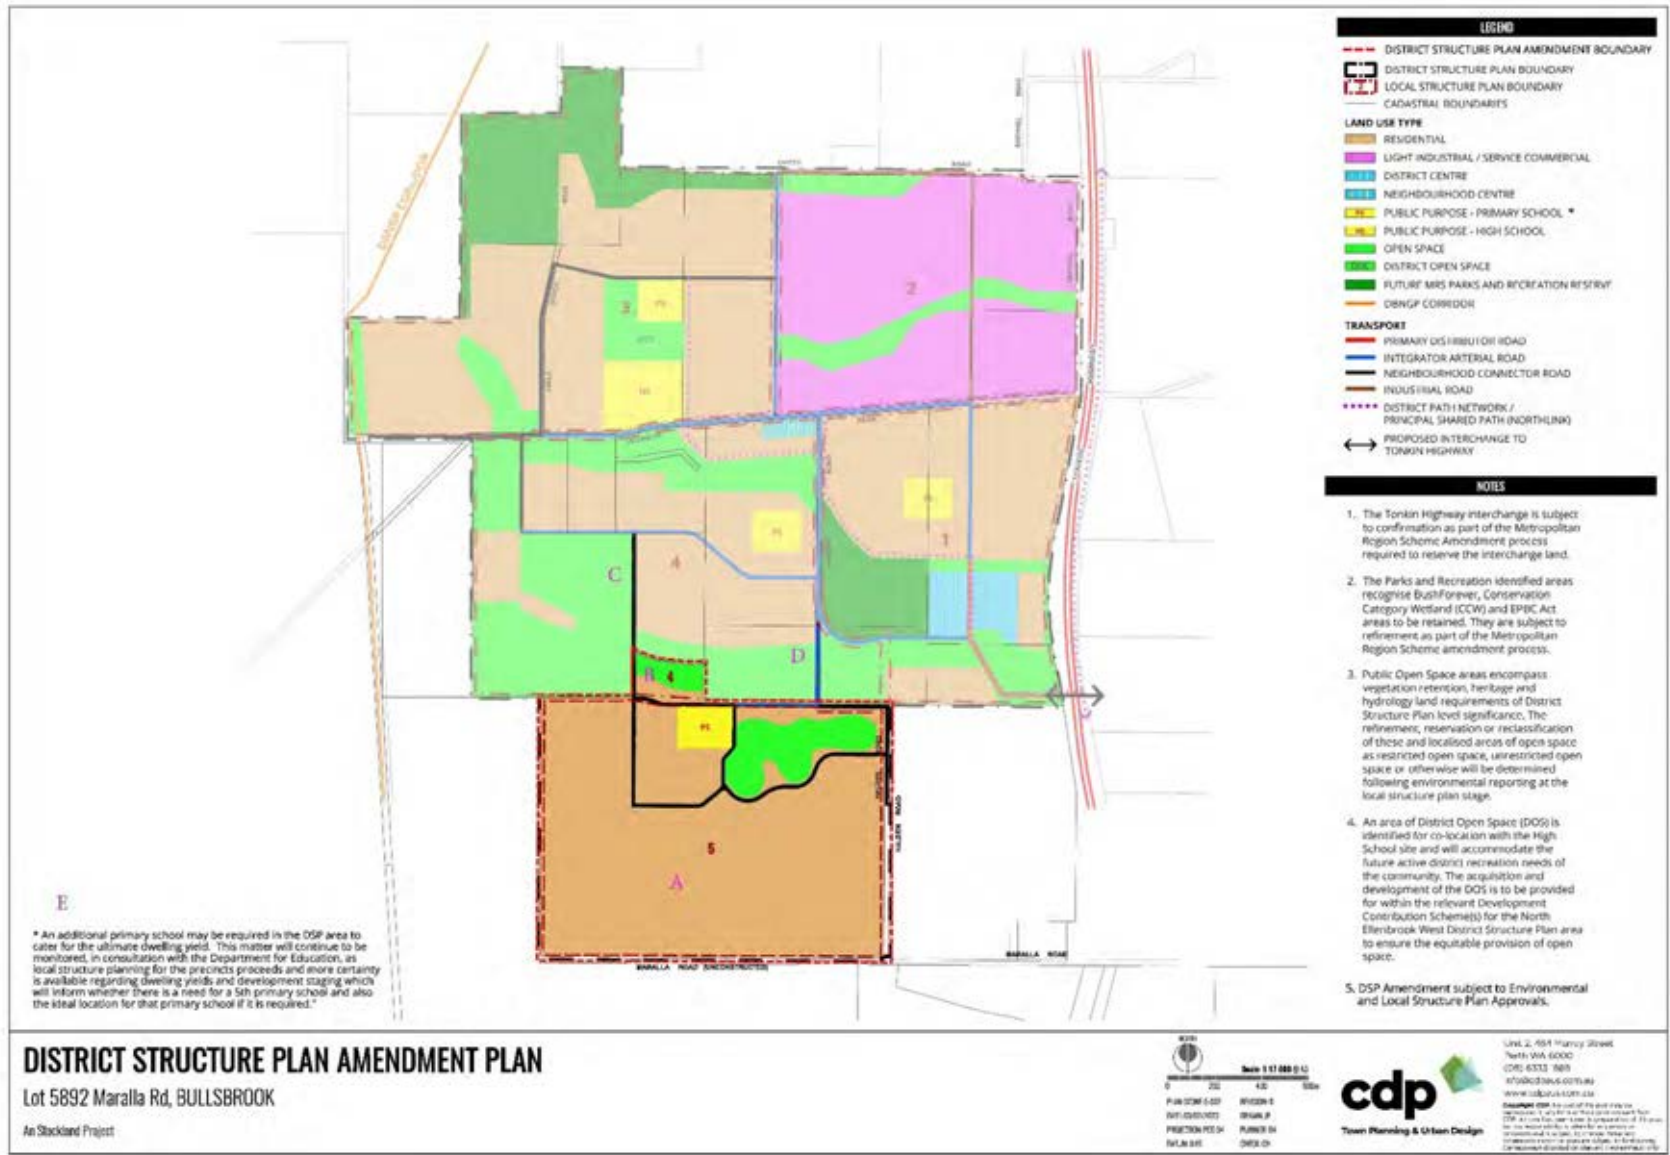 LEGEND
DISTRICT STRUCTURE PLAN AMENDMENT BOUNDARY
DISTRICT STRUCTURE PLAN BOUNDARY
LOCAL STRUCTURE PLAN BOUNDARY
CADASTRAL BOUNDARIES
LAND USE TYPE
RESIDENTIAL
LIGHT INDUSTRIAL / SERVICE COMMERCIAL
DISTRICT CENTRE
NEIGHBOURHOOD CENTRE
PUBLIC PURPOSE - PRIMARY SCHOOL *
PUBLIC PURPOSE - HIGH SCHOOL
OPEN SPACE
DISTRICT OPEN SPACE
FUTURE MRS PARKS AND RECREATION RESERVE
DBNGP CORRIDOR
TRANSPORT
PRIMARY DISTRIBUTOR ROAD
INTEGRATOR ARTERIAL ROAD
NEIGHBOURHOOD CONNECTOR ROAD
INDUSTRIAL ROAD
DISTRICT PATH NETWORK /
PRINCIPAL SHARED PATH (NORTHLINK)
PROPOSED INTERCHANGE TO
TONKIN HIGHWAY
NOTES
1. The Tonkin Highway interchange is subject
to confirmation as part of the Metropolitan
Region Scheme Amendment process
required to reserve the interchange land.
2. The Parks and Recreation identified areas
recognise BushForever, Conservation
Category Wetland (CCW) and EPBC Act
areas to be retained. They are subject to
refinement as part of the Metropolitan
Region Scheme amendment process.
3. Public Open Space areas encompass
vegetation retention, heritage and
hydrology land requirements of District
Structure Plan level significance. The
refinement, reservation or reclassification
of these and localised areas of open space
as restricted open space, unrestricted open
space or otherwise will be determined
following environmental reporting at the
local structure plan stage.
4. An area of District Open Space (DOS) is
identified for co-location with the High
School site and will accommodate the
future active district recreation needs of
the community. The acquisition and
development of the DOS is to be provided
for within the relevant Development
Contribution Scheme(s) for the North
Ellenbrook West District Structure Plan area
to ensure the equitable provision of open
space.
5. DSP Amendment subject to Environmental
and Local Structure Plan Approvals.
2
1
C
4
D
B 4
PS
5
A
E
MARALLA ROAD (UNCONSTRUCTED)
MARALLA ROAD
* An additional primary school may be required in the DSP area to
cater for the ultimate dwelling yield. This matter will continue to be
monitored, in consultation with the Department for Education, as
local structure planning for the precincts proceeds and more certainty
is available regarding dwelling yields and development staging which
will inform whether there is a need for a 5th primary school and also
the ideal location for that primary school if it is required."
DISTRICT STRUCTURE PLAN AMENDMENT PLAN
Lot 5892 Maralla Rd, BULLSBROOK
An Stockland Project
cdp
Town Planning & Urban Design
Perth WA 6000